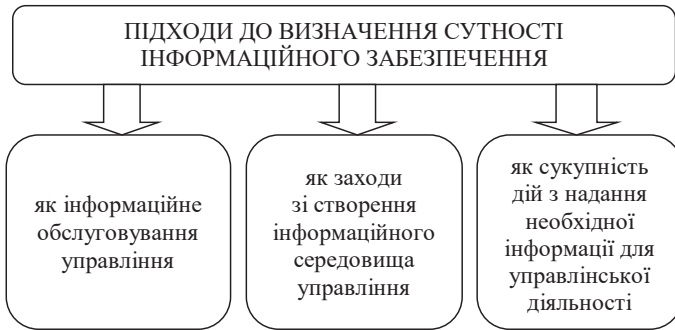 ПІДХОДИ ДО ВИЗНАЧЕННЯ СУТНОСТІ
ІНФОРМАЦІЙНОГО ЗАБЕЗПЕЧЕННЯ
як інформаційне
обслуговування
управління
як заходи
зі створення
інформаційного
середовища
управління
як сукупність
дій з надання
необхідної
інформації для
управлінської
діяльності